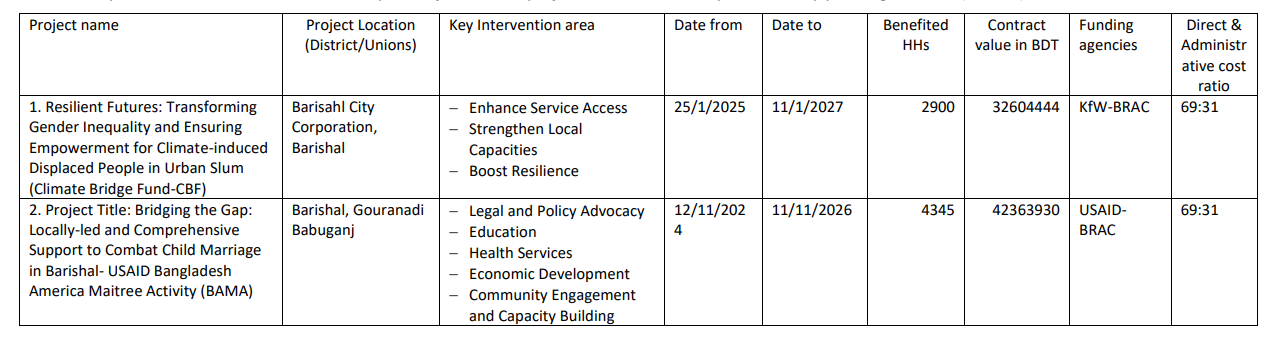 Project name
Project Location
(District/Unions)
Key Intervention area
Date from
Date to
Benefited
HHs
Contract
value in BDT
Funding
agencies
Direct &
Administr
ative cost
ratio
1. Resilient Futures: Transforming
Gender Inequality and Ensuring
Empowerment for Climate-induced
Displaced People in Urban Slum
(Climate Bridge Fund-CBF)
Barisahl City
Corporation,
Barishal
– Enhance Service Access
– Strengthen Local
Capacities
– Boost Resilience
25/1/2025
11/1/2027
2900
32604444
KfW-BRAC
69:31
2. Project Title: Bridging the Gap:
Locally-led and Comprehensive
Support to Combat Child Marriage
in Barishal- USAID Bangladesh
America Maitree Activity (BAMA)
Barishal, Gouranadi
Babuganj
– Legal and Policy Advocacy
– Education
– Health Services
– Economic Development
– Community Engagement
and Capacity Building
12/11/202
4
11/11/2026
4345
42363930
USAID-
BRAC
69:31